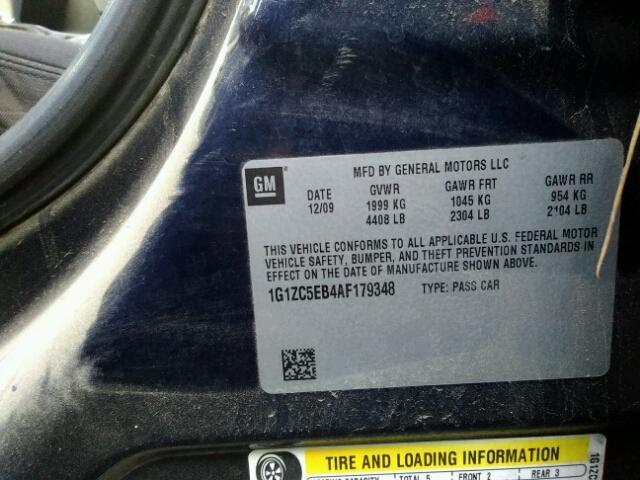 MFD BY GENERAL MOTORS LLC
GM
DATE GVWR GAWR FRT GAWR RR
12/09 1999 KG 1045 KG 954 KG
4408 LB 2304 LB 2104 LB
THIS VEHICLE CONFORMS TO ALL APPLICABLE U.S. FEDERAL MOTOR
VEHICLE SAFETY, BUMPER, AND THEFT PREVENTION STANDARDS IN
EFFECT ON THE DATE OF MANUFACTURE SHOWN ABOVE.
1G1ZC5EB4AF179348 TYPE: PASS CAR
TIRE AND LOADING INFORMATION
SEATING CAPACITY TOTAL 5 FRONT 2 REAR 3
1G1ZC